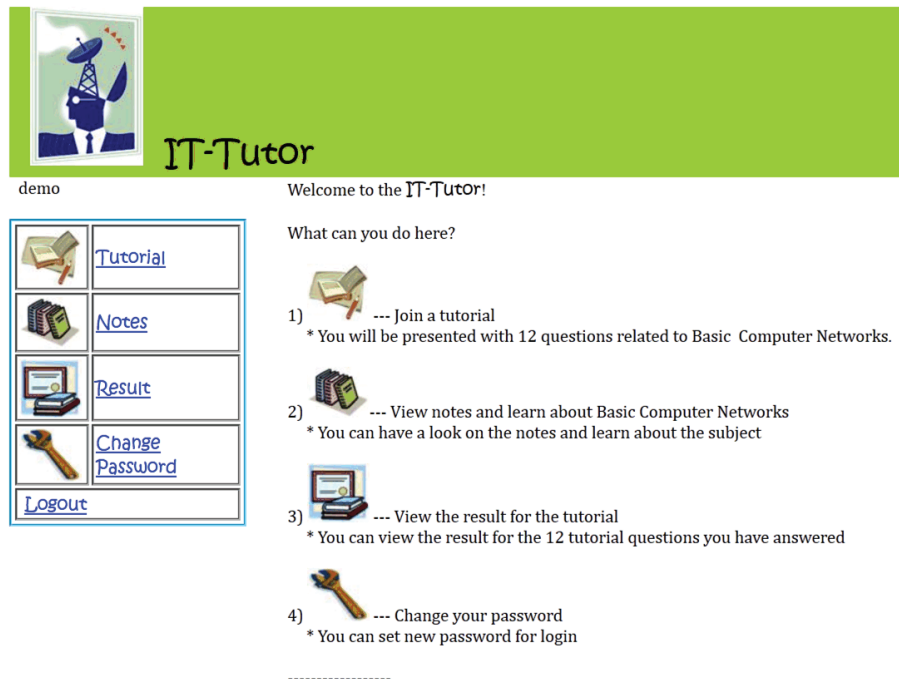 IT-Tutor
demo
Tutorial
Notes
Result
Change
Password
Logout
Welcome to the IT-Tutor!
What can you do here?
1) --- Join a tutorial
* You will be presented with 12 questions related to Basic Computer Networks.
2) --- View notes and learn about Basic Computer Networks
* You can have a look on the notes and learn about the subject
3) --- View the result for the tutorial
* You can view the result for the 12 tutorial questions you have answered
4) --- Change your password
* You can set new password for login
------------------